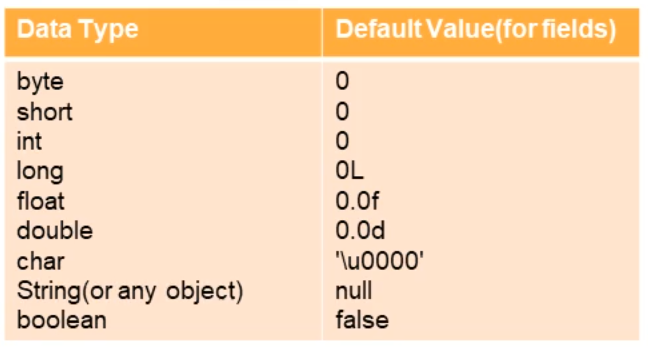 Data Type Default Value(for fields)
byte 0
short 0
int 0
long 0L
float 0.0f
double 0.0d
char '\u0000'
String(or any object) null
boolean false